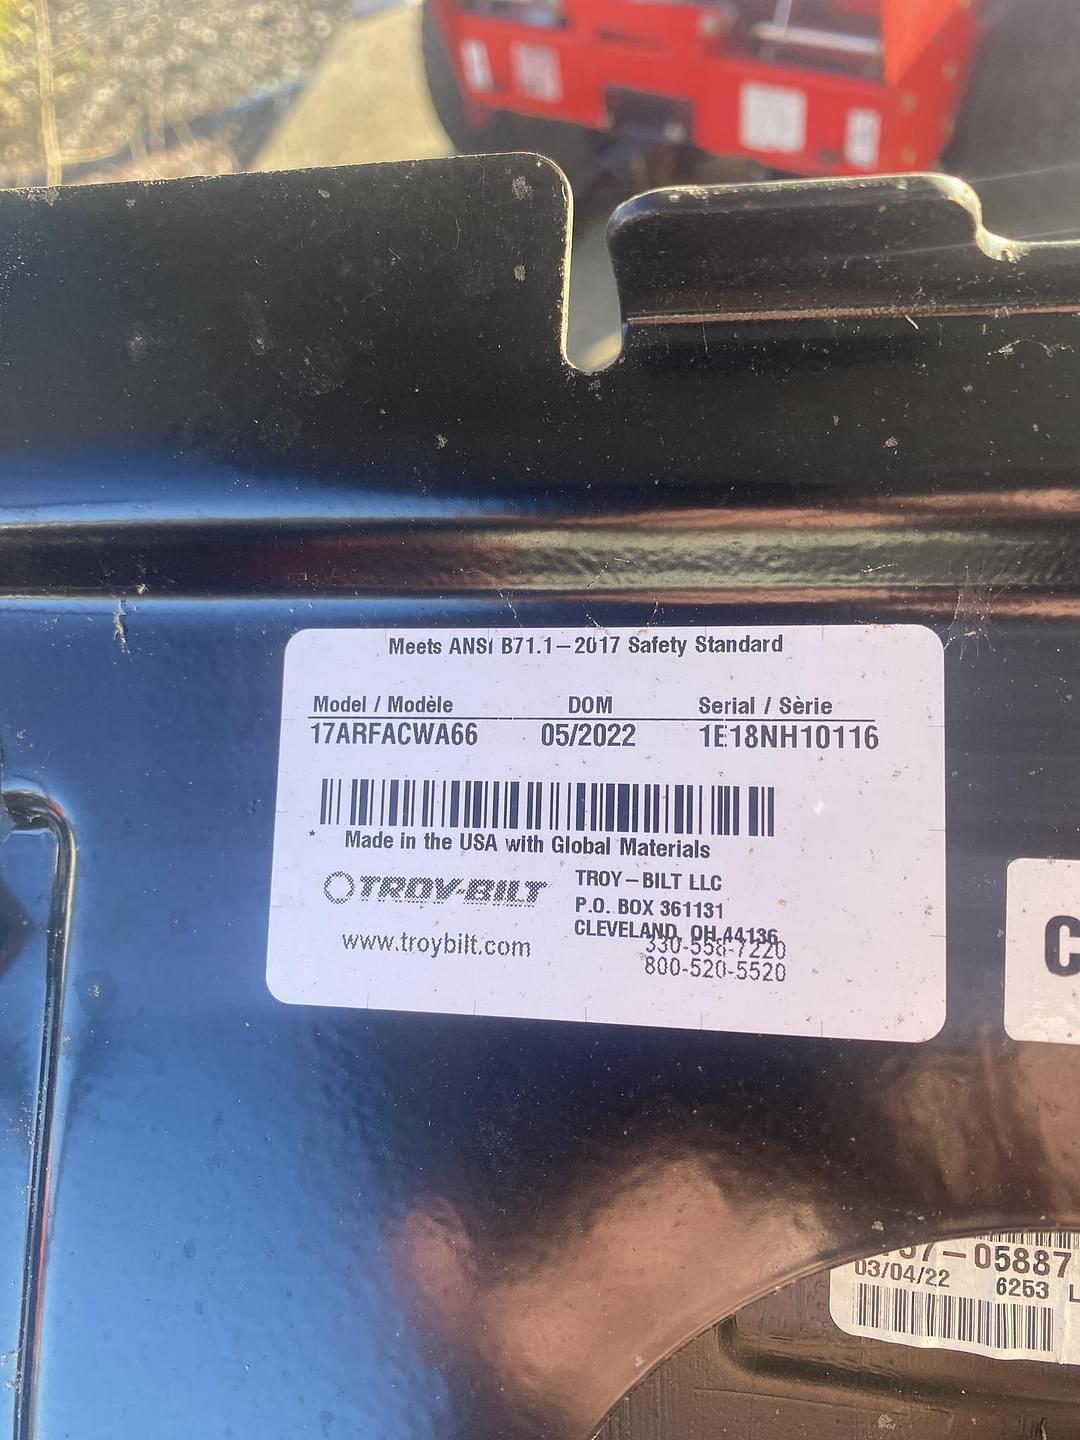 Meets ANSI B71.1-2017 Safety Standard
Model / Modèle DOM Serial / Sèrie
17ARFACWA66 05/2022 1E18NH10116
* Made in the USA with Global Materials
TROY-BILT TROY-BILT LLC
P.O. BOX 361131
CLEVELAND, OH 44136
www.troybilt.com 330-558-7220
800-520-5520
C
-05887
03/04/22 6253 L